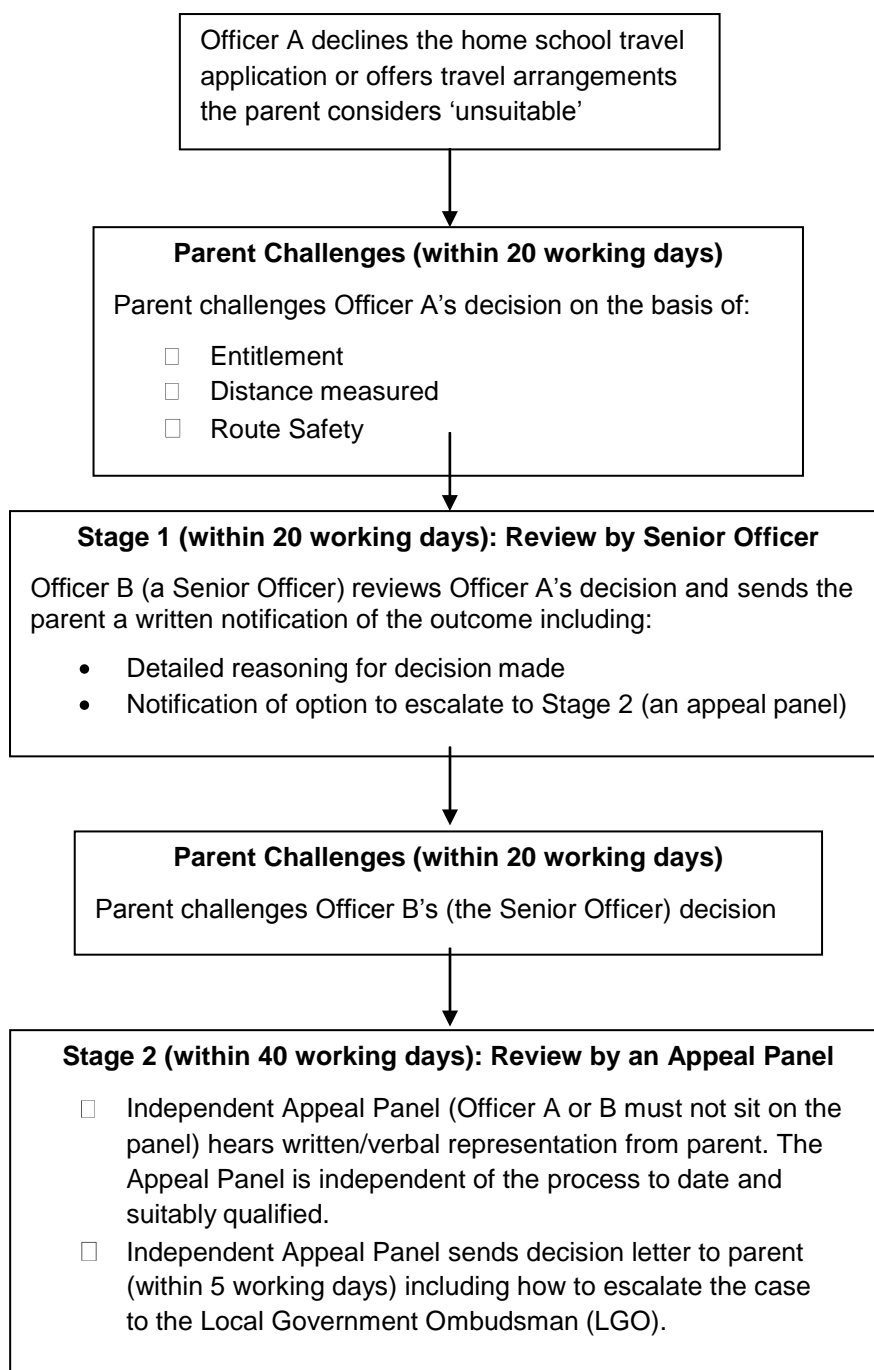 Officer A declines the home school travel
application or offers travel arrangements
the parent considers ‘unsuitable’
Parent Challenges (within 20 working days)
Parent challenges Officer A’s decision on the basis of:
Entitlement
Distance measured
Route Safety
Stage 1 (within 20 working days): Review by Senior Officer
Officer B (a Senior Officer) reviews Officer A’s decision and sends the
parent a written notification of the outcome including:
• Detailed reasoning for decision made
• Notification of option to escalate to Stage 2 (an appeal panel)
Parent Challenges (within 20 working days)
Parent challenges Officer B’s (the Senior Officer) decision
Stage 2 (within 40 working days): Review by an Appeal Panel
Independent Appeal Panel (Officer A or B must not sit on the
panel) hears written/verbal representation from parent. The
Appeal Panel is independent of the process to date and
suitably qualified.
Independent Appeal Panel sends decision letter to parent
(within 5 working days) including how to escalate the case
to the Local Government Ombudsman (LGO).